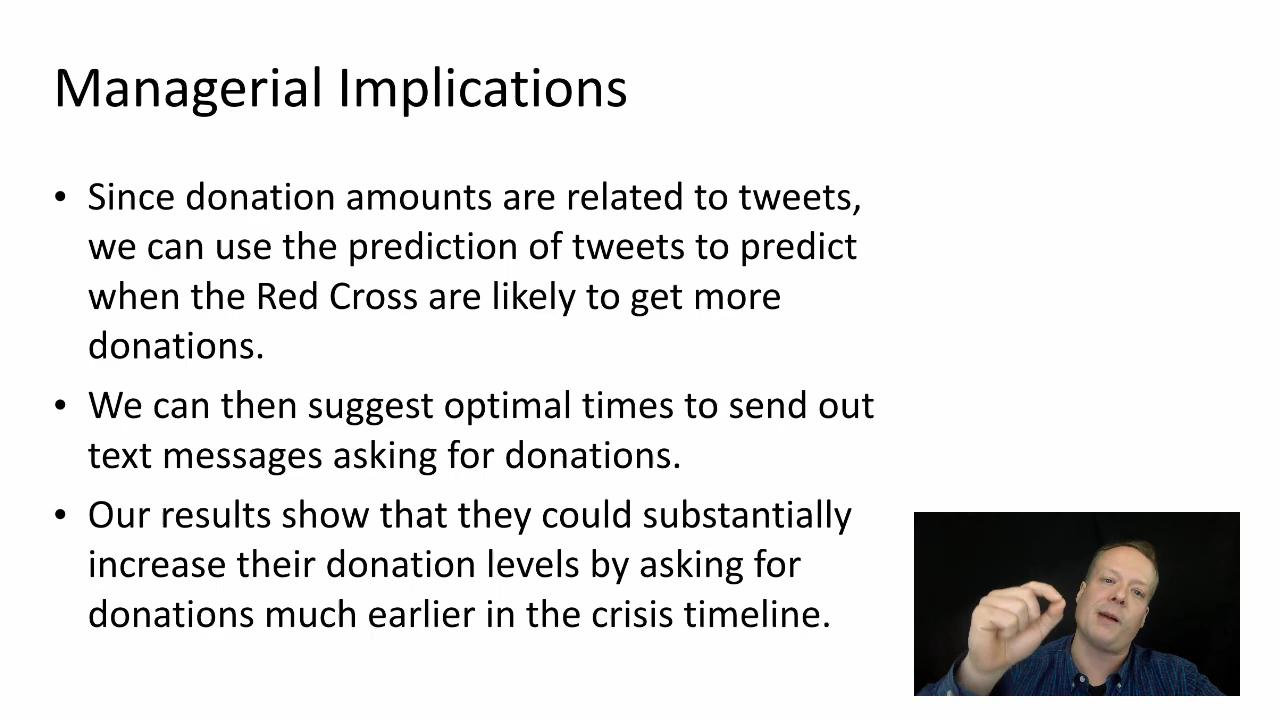 Managerial Implications
• Since donation amounts are related to tweets,
we can use the prediction of tweets to predict
when the Red Cross are likely to get more
donations.
• We can then suggest optimal times to send out
text messages asking for donations.
• Our results show that they could substantially
increase their donation levels by asking for
donations much earlier in the crisis timeline.